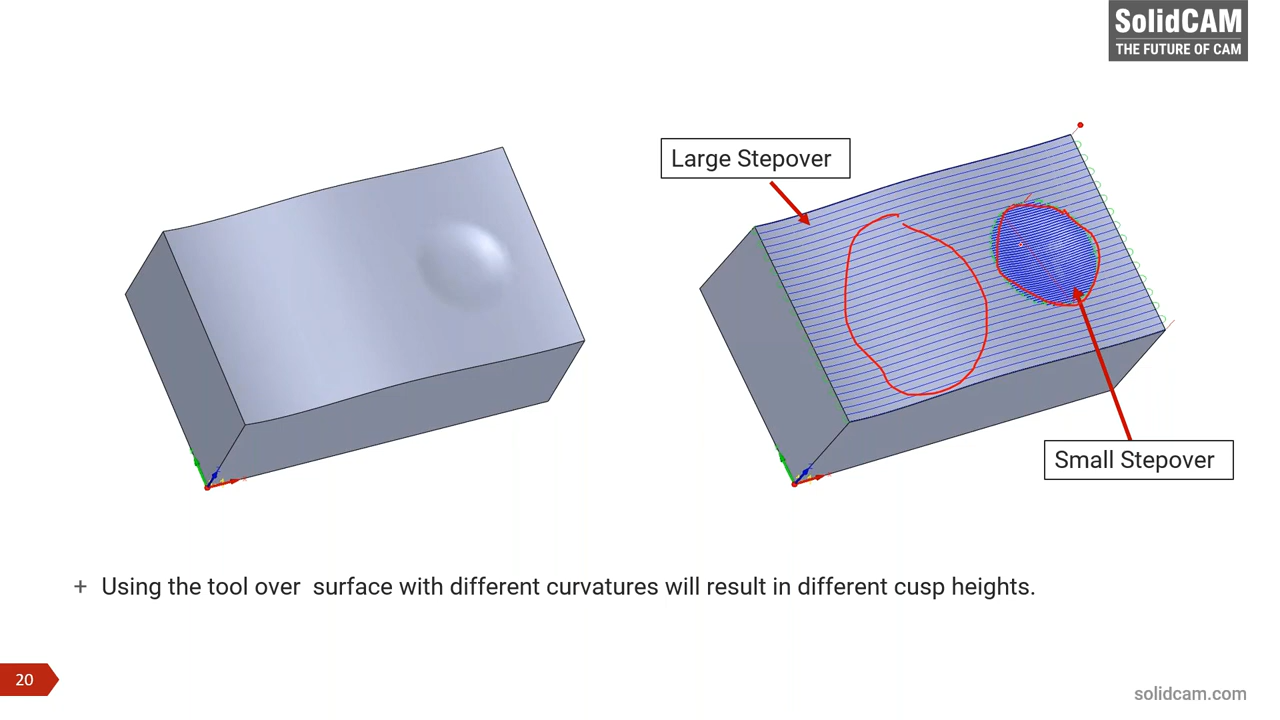 SolidCAM
THE FUTURE OF CAM
Large Stepover
Small Stepover
+ Using the tool over  surface with different curvatures will result in different cusp heights.
20
solidcam.com